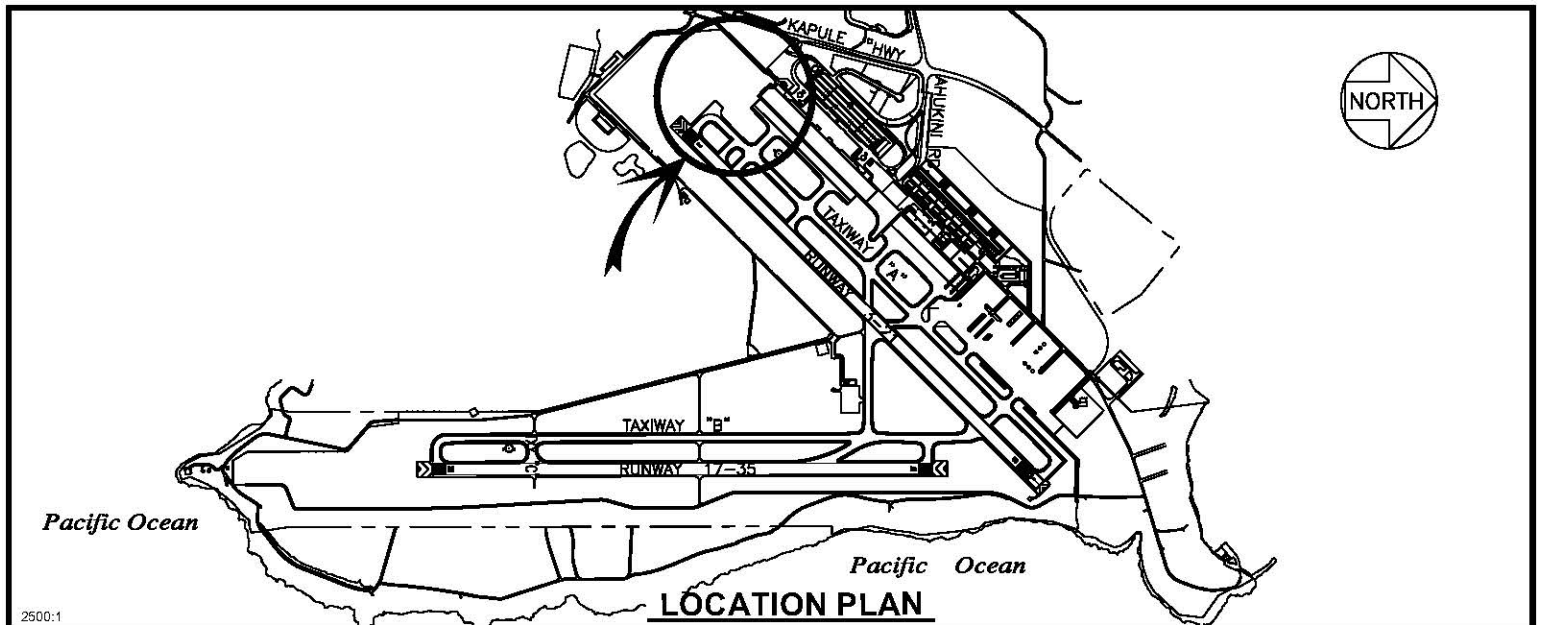 KAPULE HWY
AHUKINI RD
NORTH
TAXIWAY "A"
RUNWAY
TAXIWAY "B"
RUNWAY 17-35
Pacific Ocean
Pacific Ocean
LOCATION PLAN
2500:1